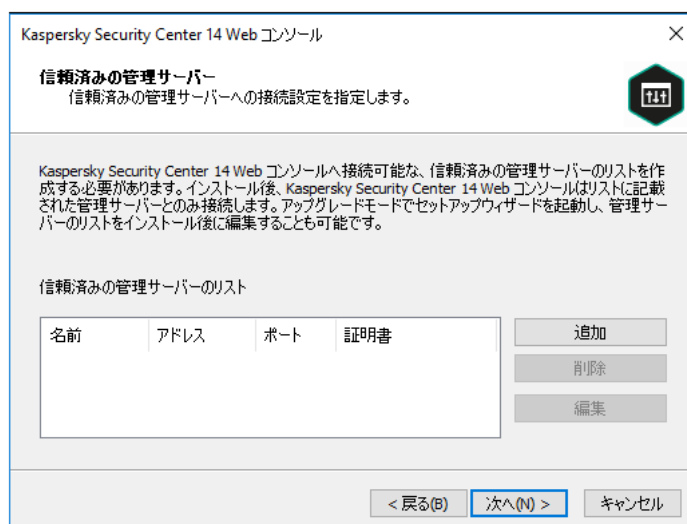 Kaspersky Security Center 14 Web コンソール
信頼済みの管理サーバー
信頼済みの管理サーバーへの接続設定を指定します。
Kaspersky Security Center 14 Web コンソールへ接続可能な、信頼済みの管理サーバーのリストを作
成する必要があります。インストール後、Kaspersky Security Center 14 Web コンソールはリストに記載
された管理サーバーとのみ接続します。アップグレードモードでセットアップウィザードを起動し、管理サー
バーのリストをインストール後に編集することも可能です。
信頼済みの管理サーバーのリスト
名前 アドレス ポート 証明書
追加
削除
編集
< 戻る(B) 次へ(N) > キャンセル